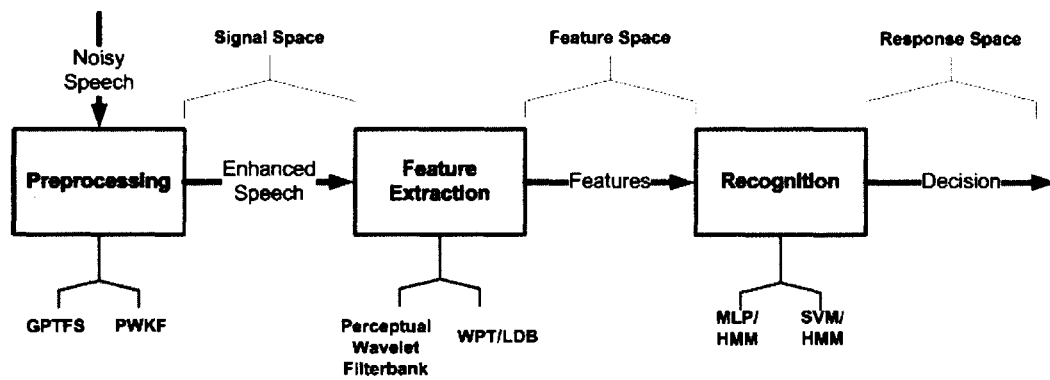 Signal Space
Feature Space
Response Space
Noisy
Speech
Preprocessing
Enhanced
Speech
Feature
Extraction
Features
Recognition
Decision
GPTFS
PWKF
Perceptual
Wavelet
Filterbank
WPT/LDB
MLP/
HMM
SVM/
HMM